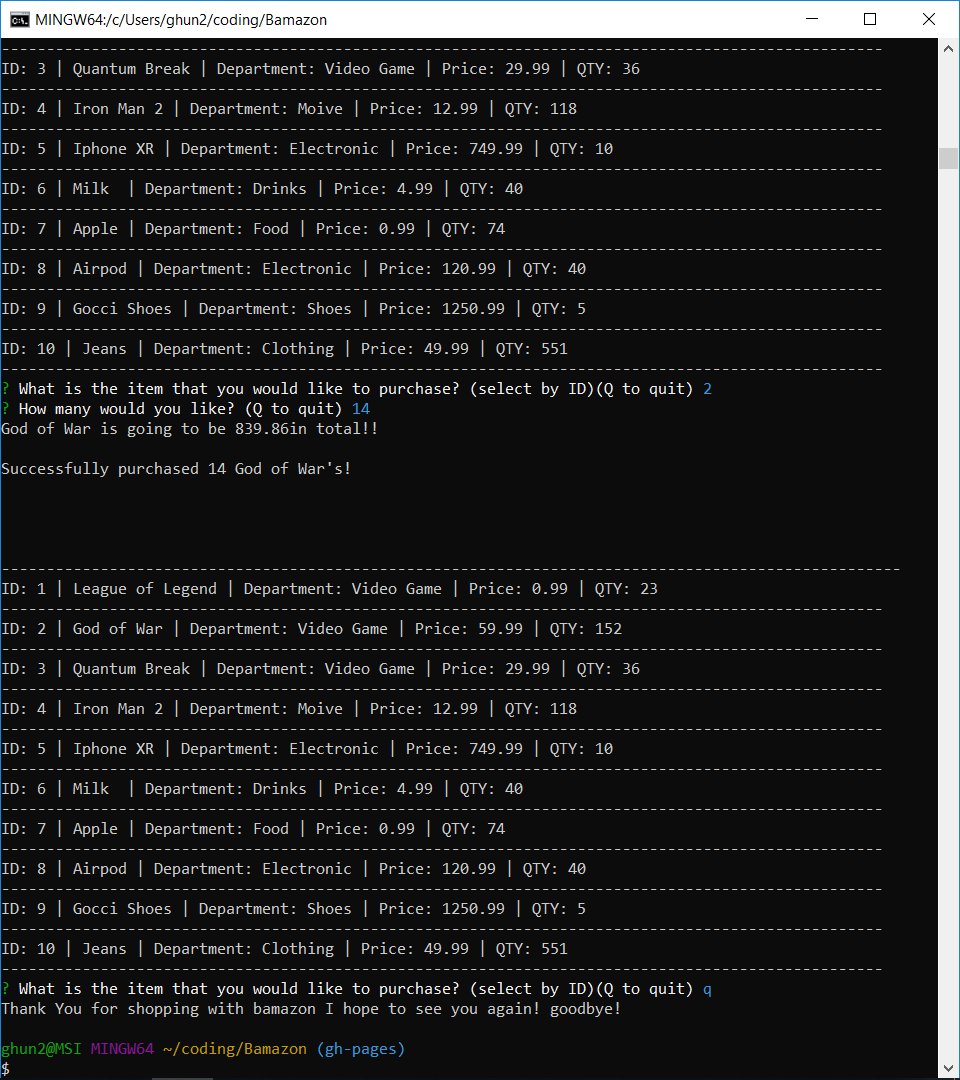 MINGW64:/c/Users/ghun2/coding/Bamazon
--------------------------------------------------------------------------------------------------
ID: 3 | Quantum Break | Department: Video Game | Price: 29.99 | QTY: 36
--------------------------------------------------------------------------------------------------
ID: 4 | Iron Man 2 | Department: Moive | Price: 12.99 | QTY: 118
--------------------------------------------------------------------------------------------------
ID: 5 | Iphone XR | Department: Electronic | Price: 749.99 | QTY: 10
--------------------------------------------------------------------------------------------------
ID: 6 | Milk  | Department: Drinks | Price: 4.99 | QTY: 40
--------------------------------------------------------------------------------------------------
ID: 7 | Apple | Department: Food | Price: 0.99 | QTY: 74
--------------------------------------------------------------------------------------------------
ID: 8 | Airpod | Department: Electronic | Price: 120.99 | QTY: 40
--------------------------------------------------------------------------------------------------
ID: 9 | Gocci Shoes | Department: Shoes | Price: 1250.99 | QTY: 5
--------------------------------------------------------------------------------------------------
ID: 10 | Jeans | Department: Clothing | Price: 49.99 | QTY: 551
--------------------------------------------------------------------------------------------------
? What is the item that you would like to purchase? (select by ID)(Q to quit) 2
? How many would you like? (Q to quit) 14
God of War is going to be 839.86in total!!
Successfully purchased 14 God of War's!
----------------------------------------------------------------------------------------------------
ID: 1 | League of Legend | Department: Video Game | Price: 0.99 | QTY: 23
--------------------------------------------------------------------------------------------------
ID: 2 | God of War | Department: Video Game | Price: 59.99 | QTY: 152
--------------------------------------------------------------------------------------------------
ID: 3 | Quantum Break | Department: Video Game | Price: 29.99 | QTY: 36
--------------------------------------------------------------------------------------------------
ID: 4 | Iron Man 2 | Department: Moive | Price: 12.99 | QTY: 118
--------------------------------------------------------------------------------------------------
ID: 5 | Iphone XR | Department: Electronic | Price: 749.99 | QTY: 10
--------------------------------------------------------------------------------------------------
ID: 6 | Milk  | Department: Drinks | Price: 4.99 | QTY: 40
--------------------------------------------------------------------------------------------------
ID: 7 | Apple | Department: Food | Price: 0.99 | QTY: 74
--------------------------------------------------------------------------------------------------
ID: 8 | Airpod | Department: Electronic | Price: 120.99 | QTY: 40
--------------------------------------------------------------------------------------------------
ID: 9 | Gocci Shoes | Department: Shoes | Price: 1250.99 | QTY: 5
--------------------------------------------------------------------------------------------------
ID: 10 | Jeans | Department: Clothing | Price: 49.99 | QTY: 551
--------------------------------------------------------------------------------------------------
? What is the item that you would like to purchase? (select by ID)(Q to quit) q
Thank You for shopping with bamazon I hope to see you again! goodbye!
ghun2@MSI MINGW64 ~/coding/Bamazon (gh-pages)
$